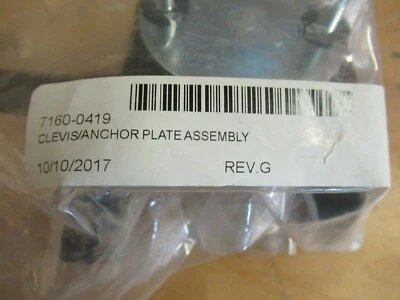 7160-0419
CLEVIS/ANCHOR PLATE ASSEMBLY
10/10/2017 REV.G